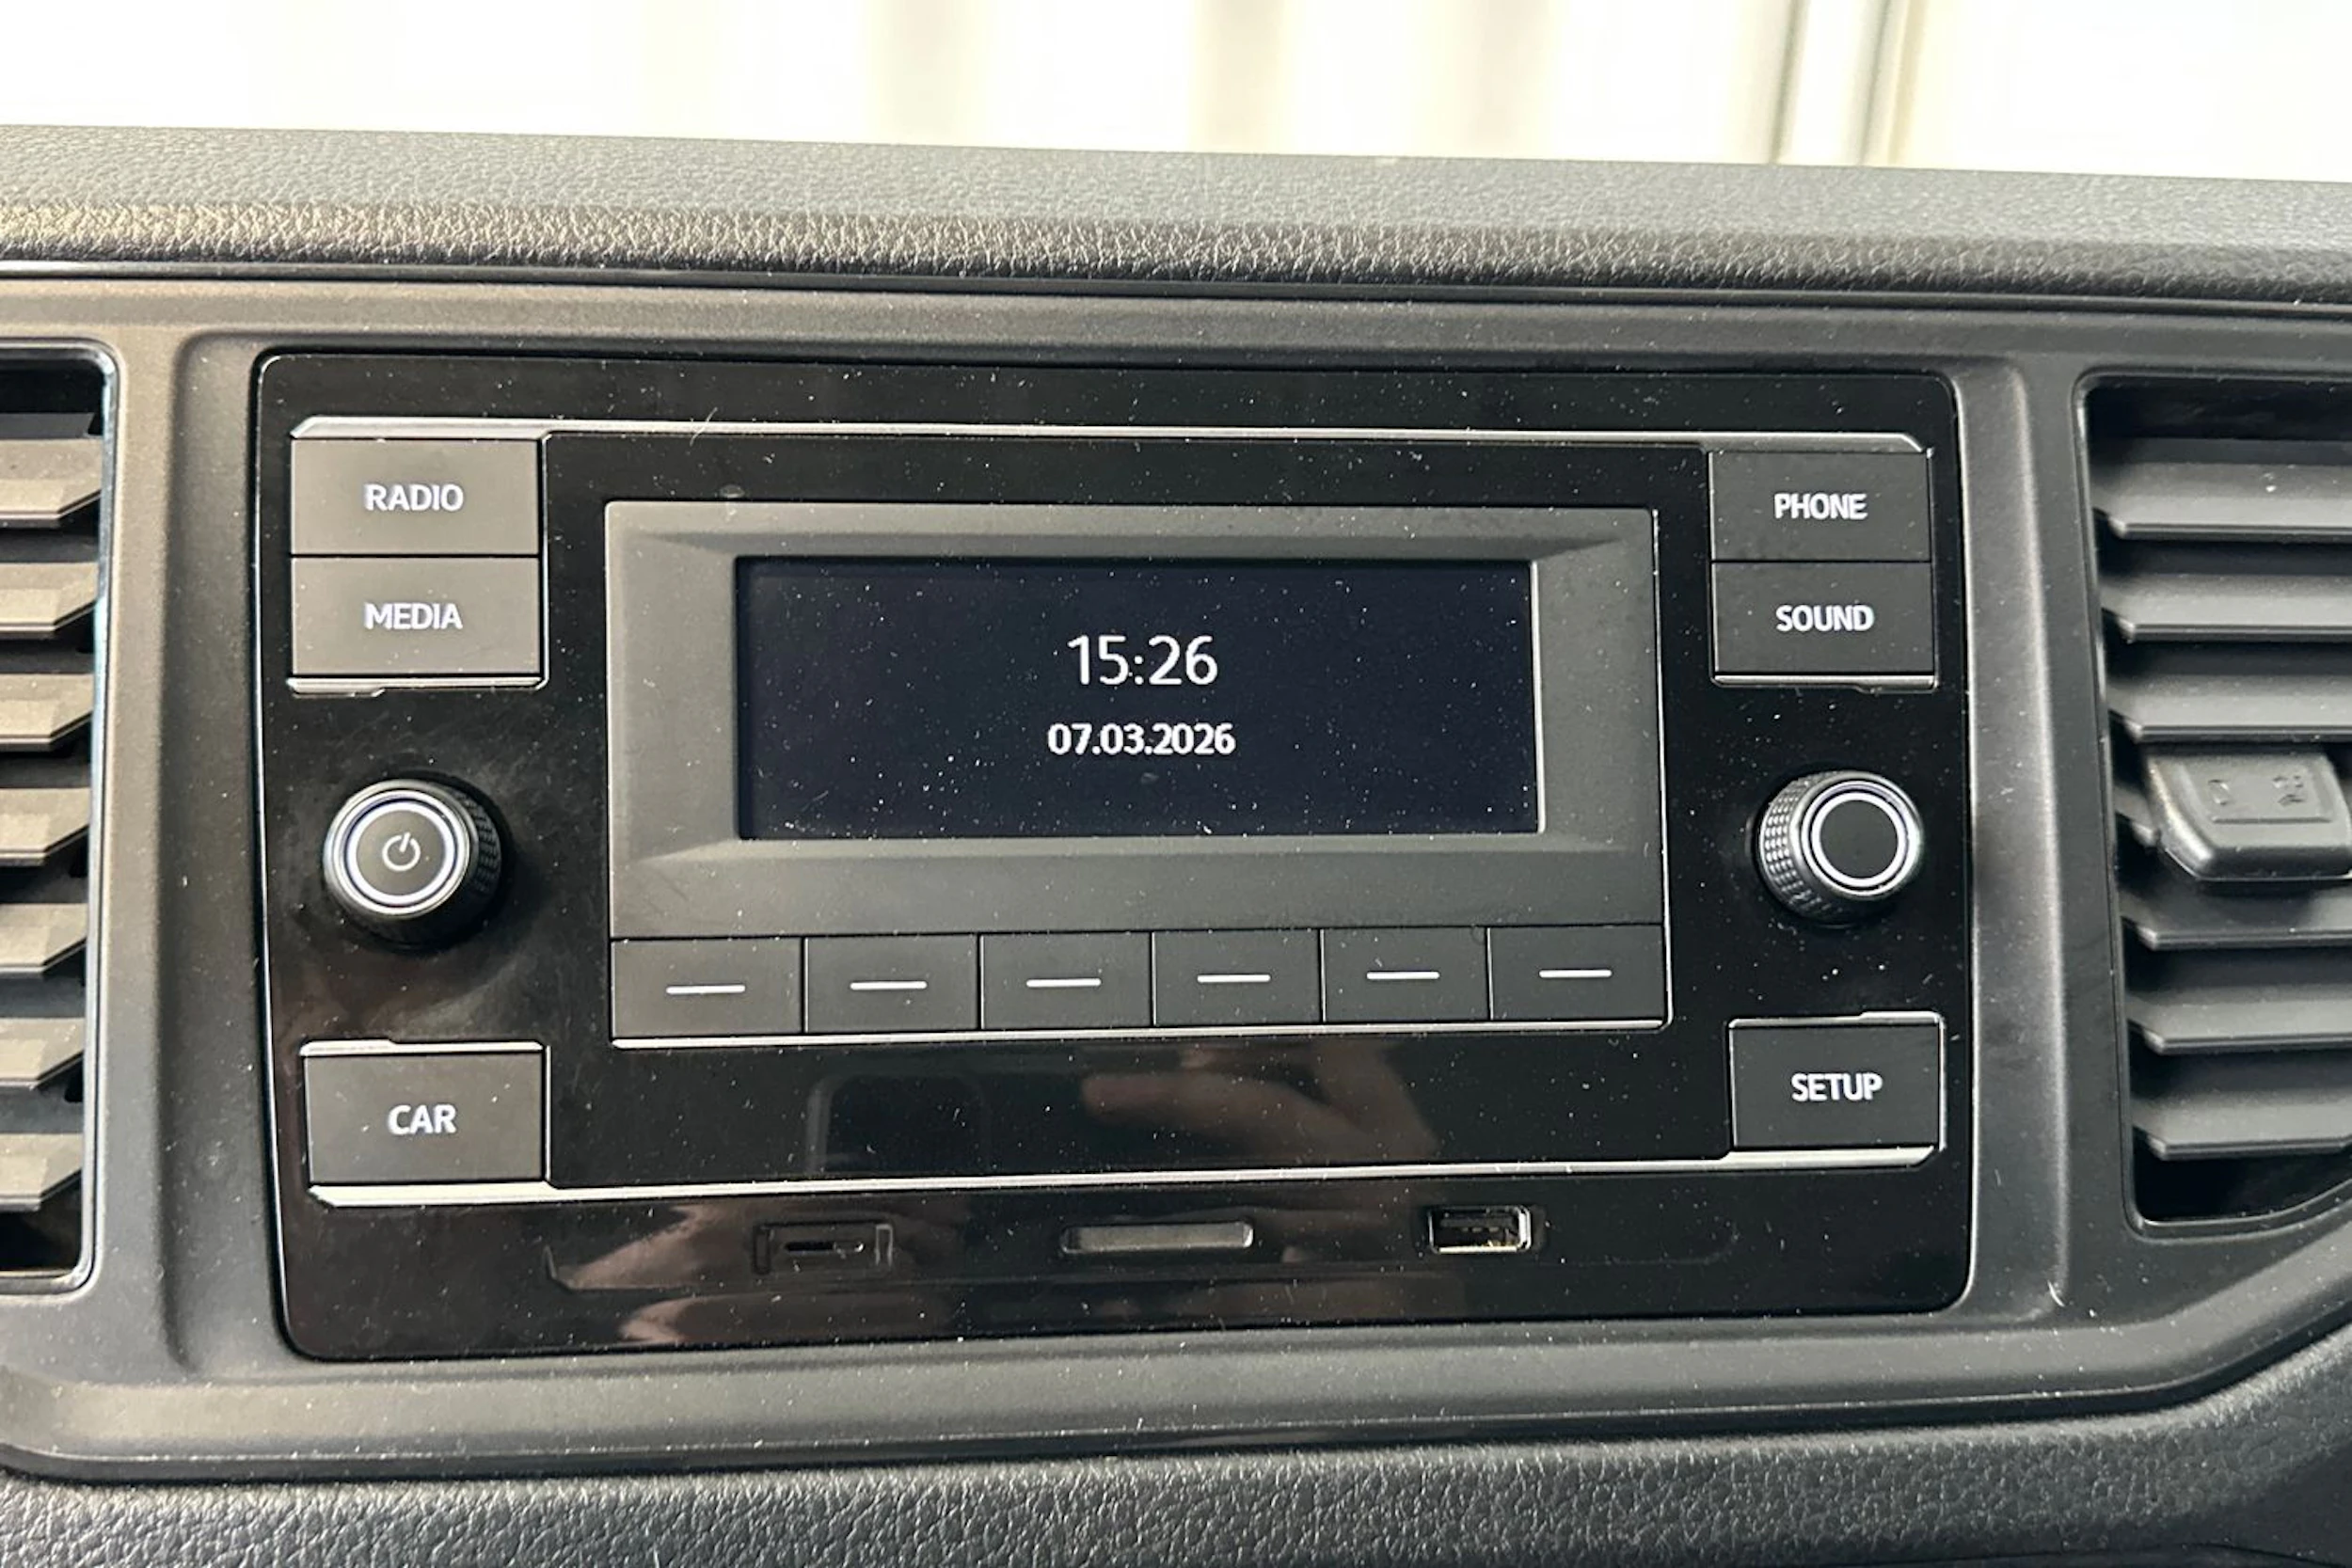 RADIO
PHONE
MEDIA
SOUND
15:26
07.03.2026
CAR
SETUP